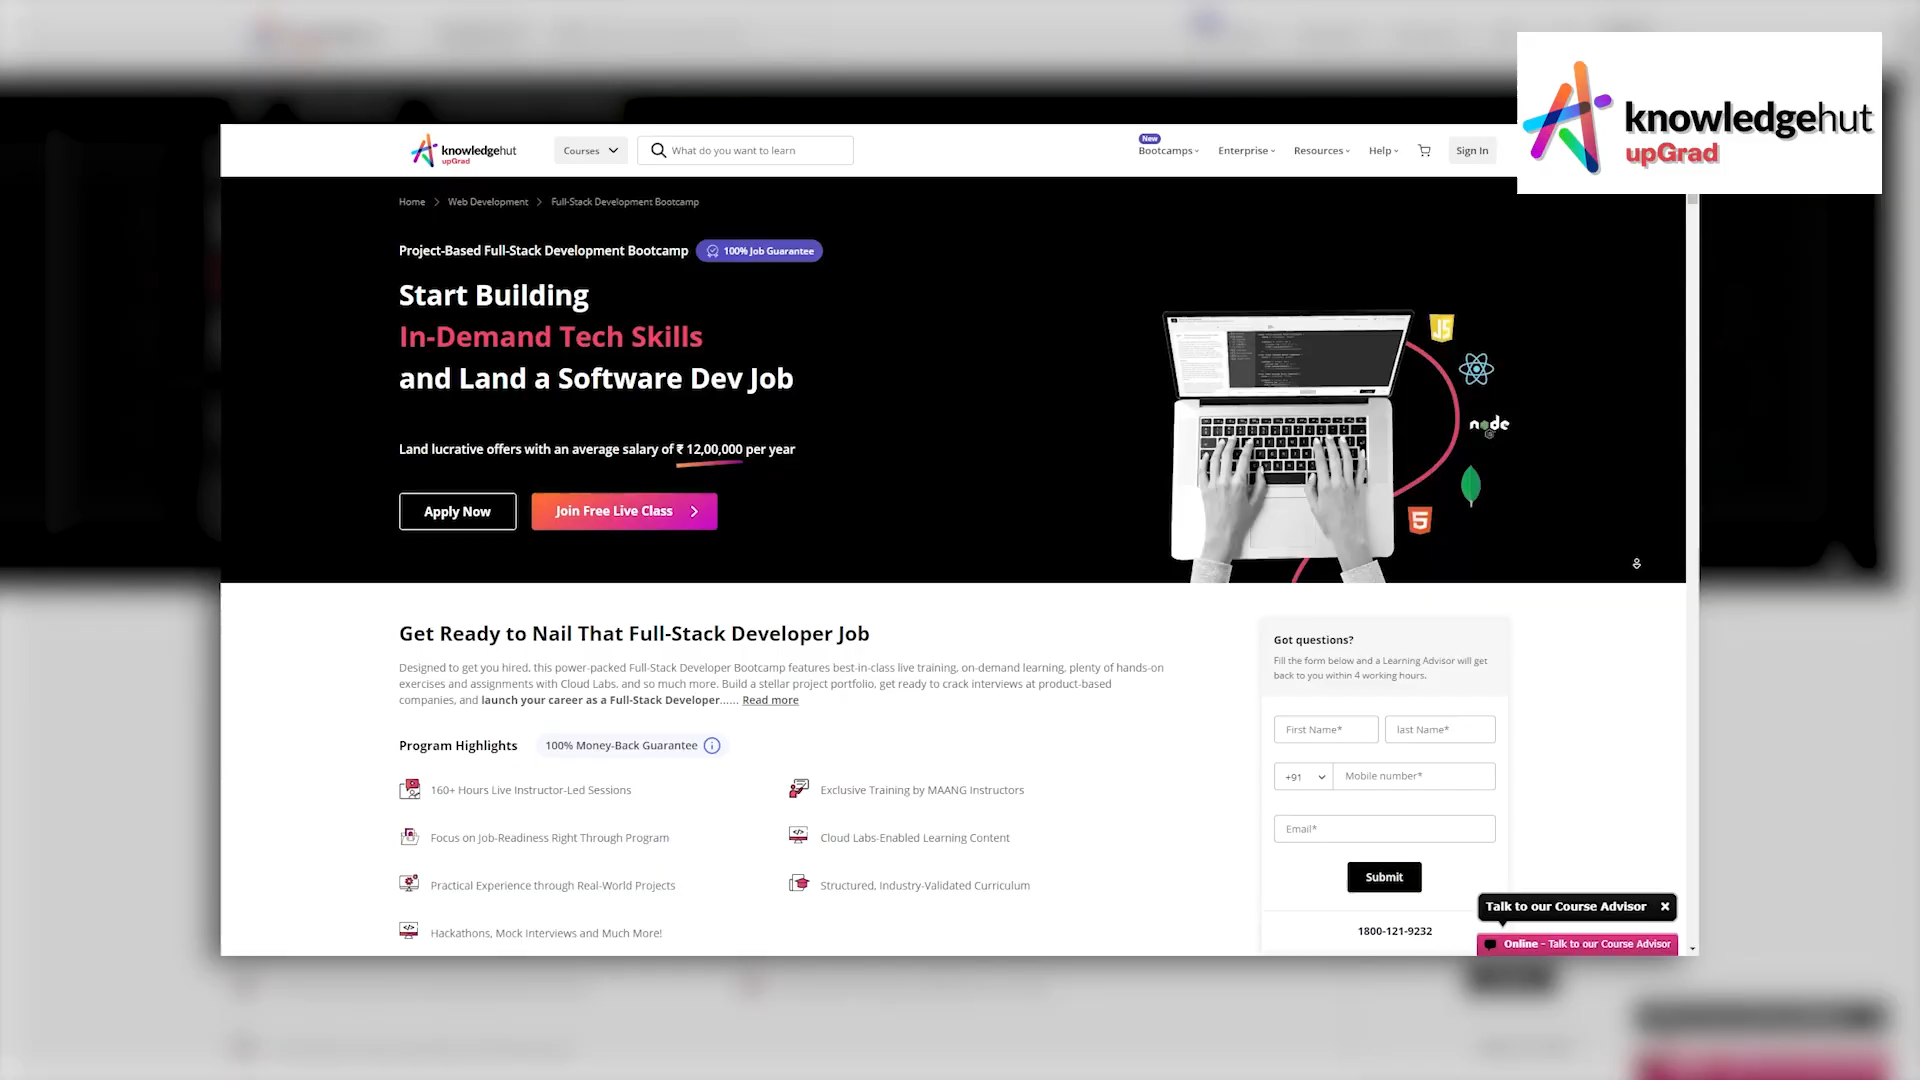 knowledgehut
upGrad
knowledgehut
upGrad
Courses
What do you want to learn
New
Bootcamps
Enterprise
Resources
Help
Sign In
Home > Web Development > Full-Stack Development Bootcamp
Project-Based Full-Stack Development Bootcamp
100% Job Guarantee
Start Building
In-Demand Tech Skills
and Land a Software Dev Job
Land lucrative offers with an average salary of ₹ 12,00,000 per year
Apply Now
Join Free Live Class
JS
node
5
Get Ready to Nail That Full-Stack Developer Job
Designed to get you hired, this power-packed Full-Stack Developer Bootcamp features best-in-class live training, on-demand learning, plenty of hands-on
exercises and assignments with Cloud Labs, and so much more. Build a stellar project portfolio, get ready to crack interviews at product-based
companies, and launch your career as a Full-Stack Developer...... Read more
Program Highlights
100% Money-Back Guarantee
160+ Hours Live Instructor-Led Sessions
Exclusive Training by MAANG Instructors
Focus on Job-Readiness Right Through Program
Cloud Labs-Enabled Learning Content
Practical Experience through Real-World Projects
Structured, Industry-Validated Curriculum
Hackathons, Mock Interviews and Much More!
Got questions?
Fill the form below and a Learning Advisor will get
back to you within 4 working hours.
First Name*
last Name*
+91
Mobile number*
Email*
Submit
1800-121-9232
Talk to our Course Advisor
Online - Talk to our Course Advisor